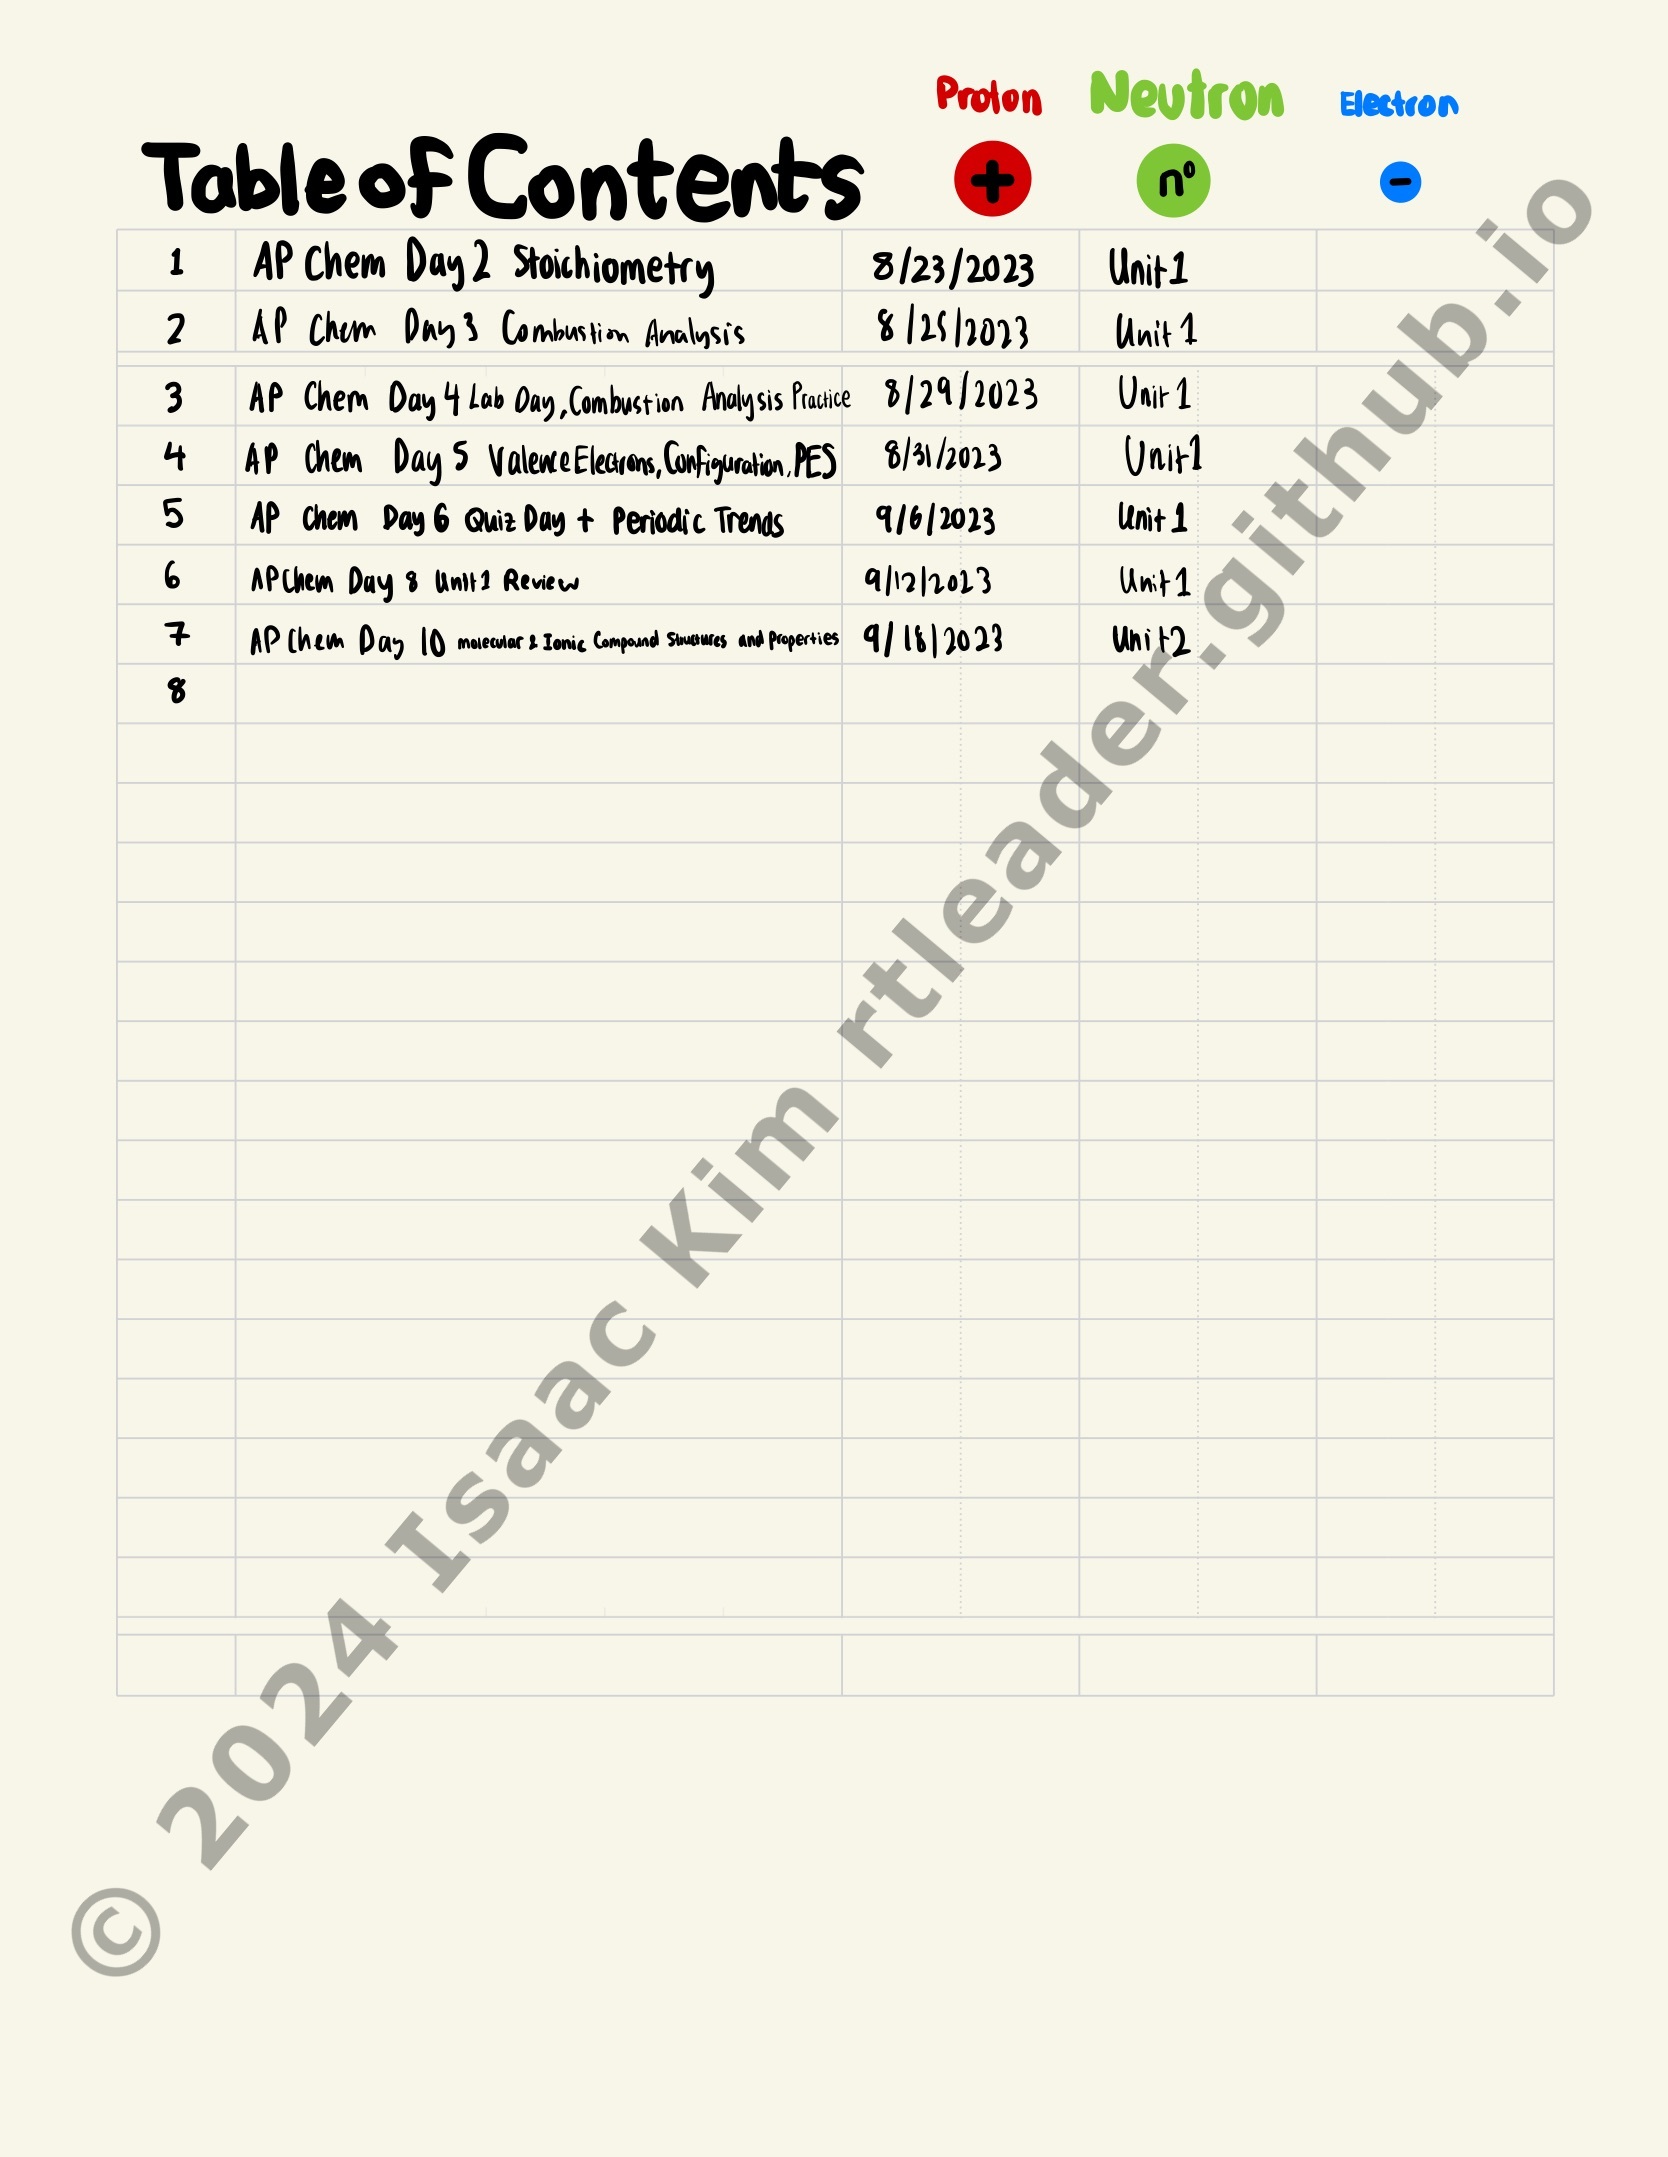 Proton Neutron Electron
Table of Contents + n° -
1 AP Chem Day 2 Stoichiometry 8/23/2023 Unit 1
2 AP Chem Day 3 Combustion Analysis 8/25/2023 Unit 1
3 AP Chem Day 4 Lab Day, Combustion Analysis Practice 8/29/2023 Unit 1
4 AP Chem Day 5 Valence Electrons, Configuration, PES 8/31/2023 Unit 1
5 AP Chem Day 6 Quiz Day + Periodic Trends 9/6/2023 Unit 1
6 AP Chem Day 8 Unit 1 Review 9/12/2023 Unit 1
7 AP Chem Day 10 Molecular & Ionic Compound Structures and Properties 9/18/2023 Unit 2
8
© 2024 Isaac Kim rtleader.github.io